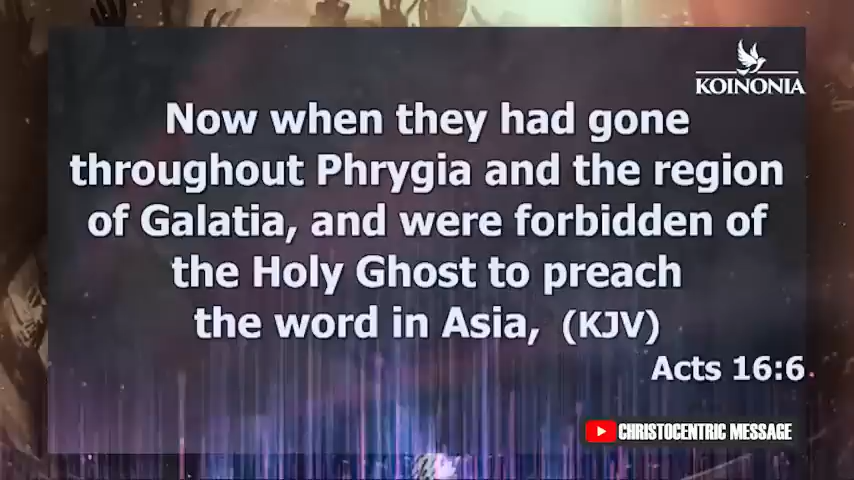 KOINONIA
Now when they had gone
throughout Phrygia and the region
of Galatia, and were forbidden of
the Holy Ghost to preach
the word in Asia, (KJV)
Acts 16:6
CHRISTOCENTRIC MESSAGE